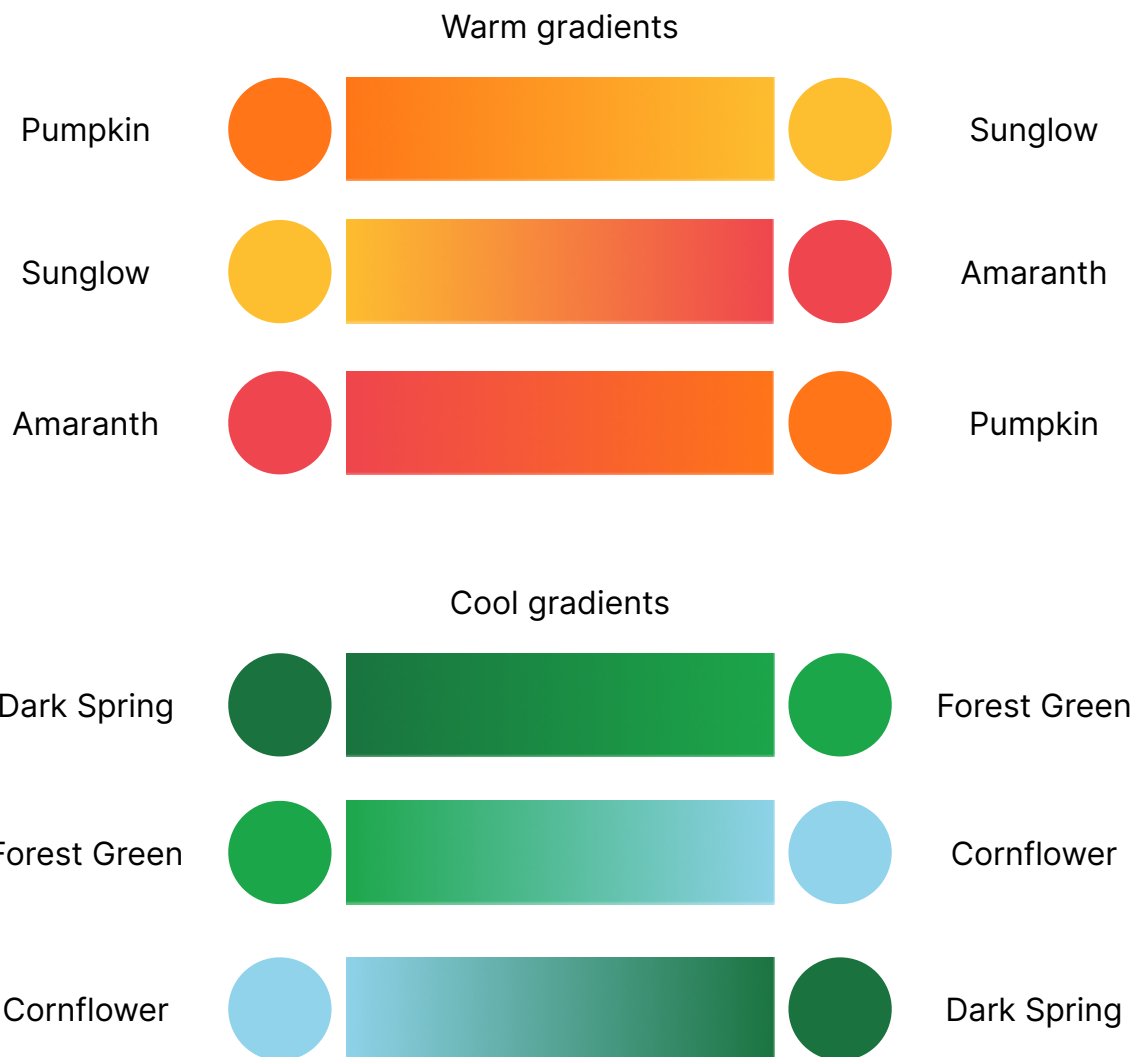 Warm gradients
Pumpkin Sunglow
Sunglow Amaranth
Amaranth Pumpkin
Cool gradients
Dark Spring Forest Green
Forest Green Cornflower
Cornflower Dark Spring